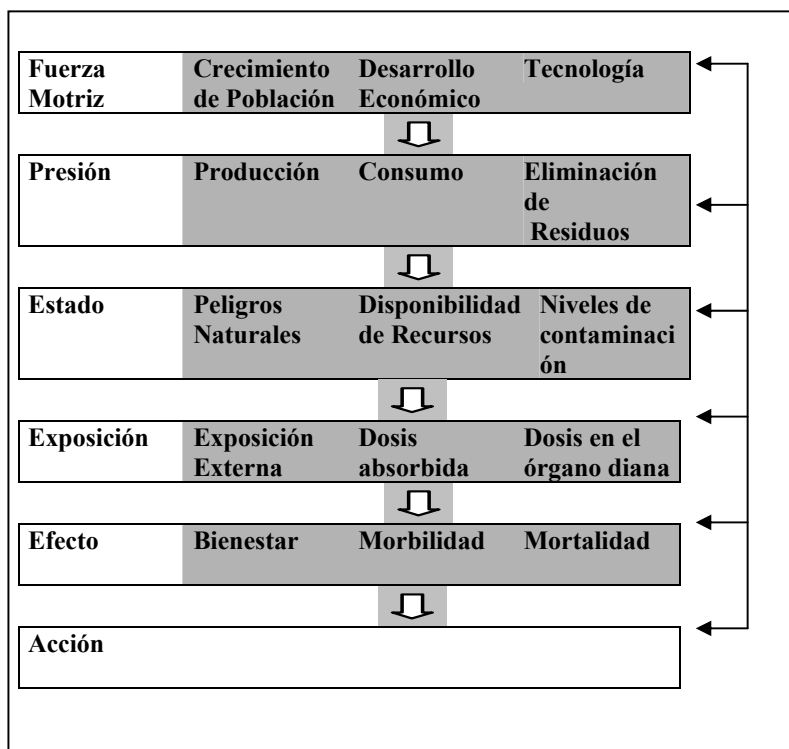 Fuerza Motriz
Crecimiento de Población
Desarrollo Económico
Tecnología
Presión
Producción
Consumo
Eliminación de Residuos
Estado
Peligros Naturales
Disponibilidad de Recursos
Niveles de contaminaci ón
Exposición
Exposición Externa
Dosis absorbida
Dosis en el órgano diana
Efecto
Bienestar
Morbilidad
Mortalidad
Acción